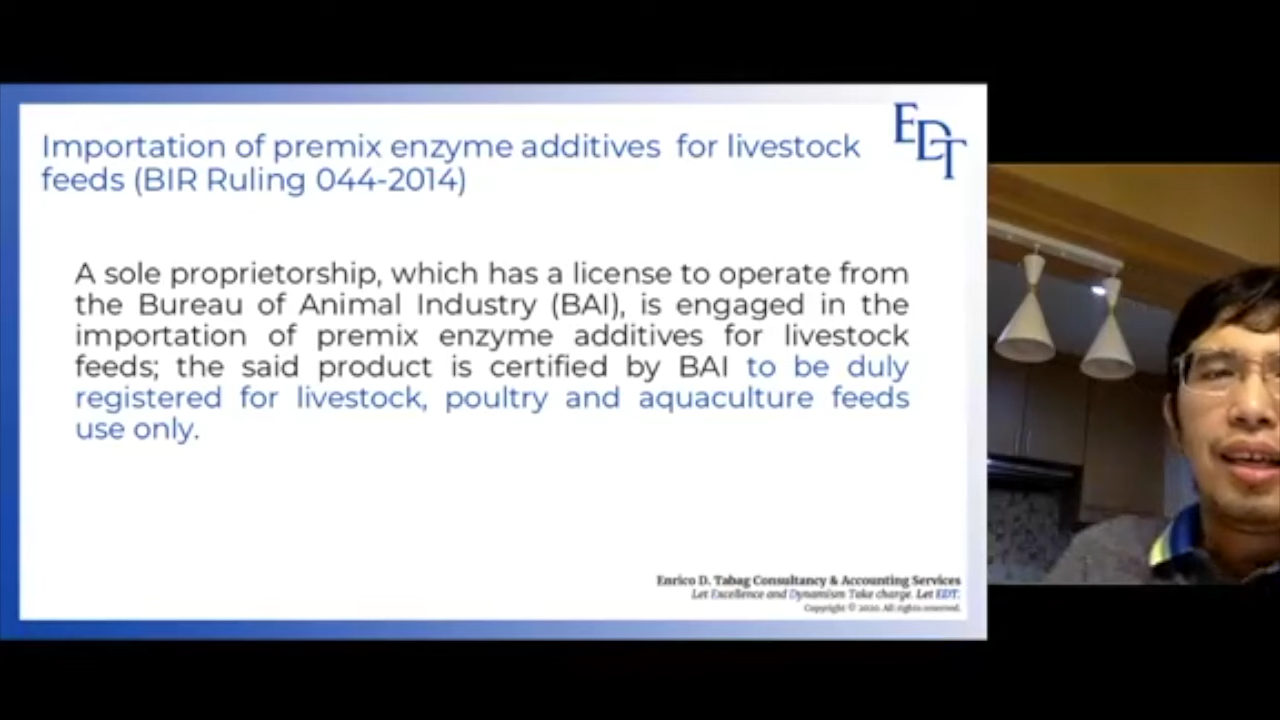 Importation of premix enzyme additives for livestock
feeds (BIR Ruling 044-2014)
EDT
A sole proprietorship, which has a license to operate from
the Bureau of Animal Industry (BAI), is engaged in the
importation of premix enzyme additives for livestock
feeds; the said product is certified by BAI to be duly
registered for livestock, poultry and aquaculture feeds
use only.
Enrico D. Tabag Consultancy & Accounting Services
Let Excellence and Dynamism Take charge. Let EDT.
Copyright © 2020. All rights reserved.